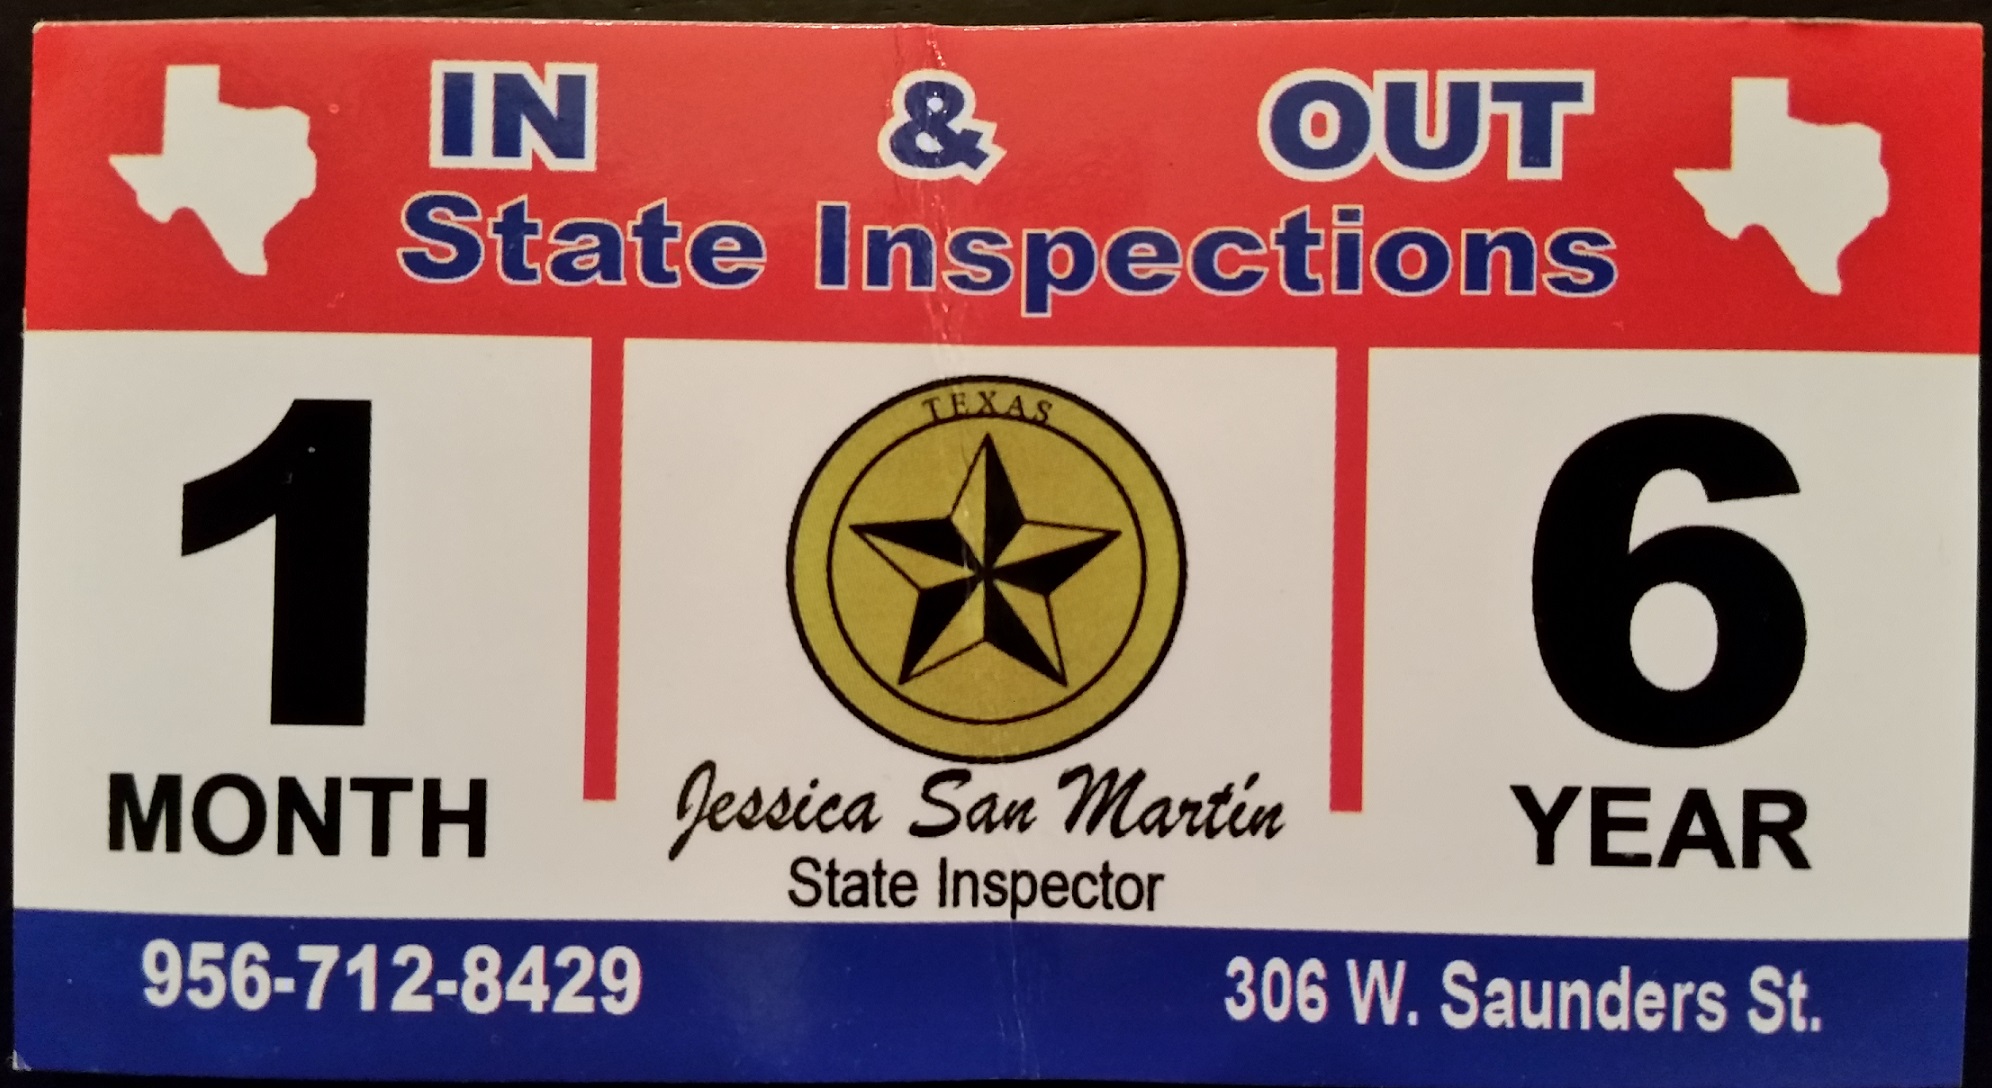 IN & OUT
State Inspections
TEXAS
1
MONTH
6
YEAR
Jessica San Martín
State Inspector
956-712-8429
306 W. Saunders St.